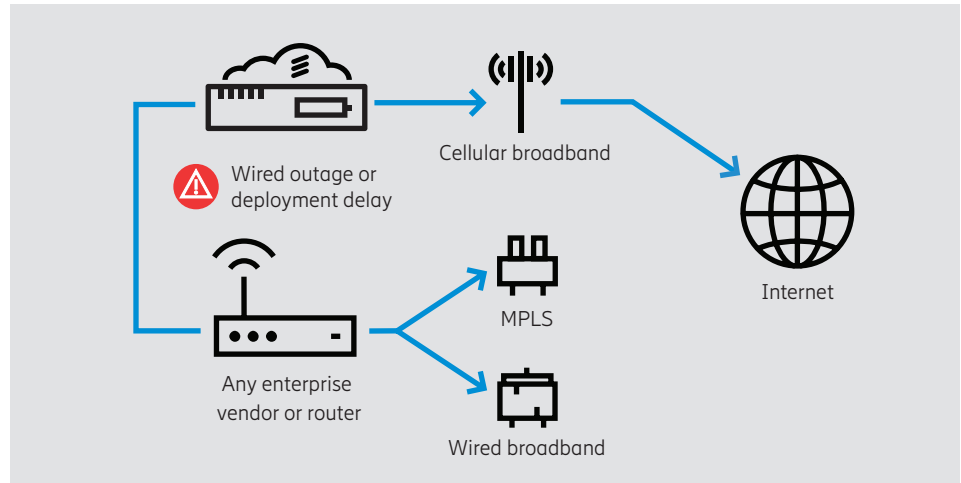 Cellular broadband
Wired outage or
deployment delay
Internet
MPLS
Any enterprise
vendor or router
Wired broadband